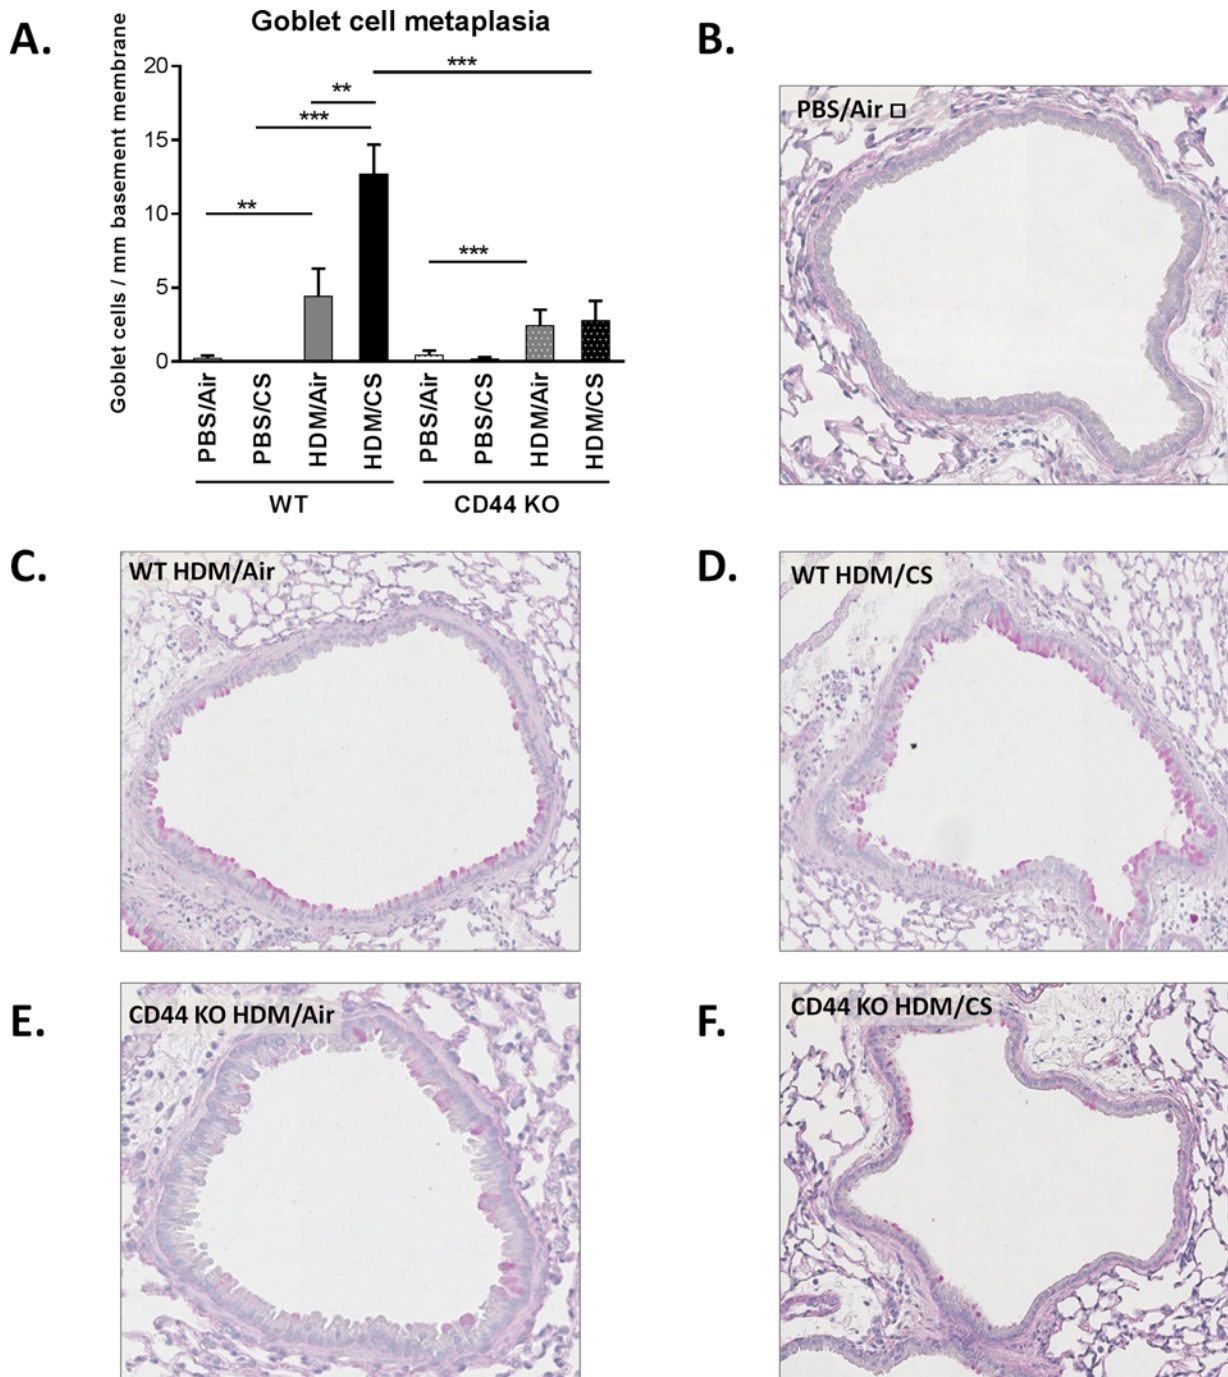 A.
Goblet cell metaplasia
Goblet cells / mm basement membrane
20
15
10
5
0
***
**
***
**
***
PBS/Air
PBS/CS
HDM/Air
HDM/CS
PBS/Air
PBS/CS
HDM/Air
HDM/CS
WT
CD44 KO
B.
PBS/Air □
C.
WT HDM/Air
D.
WT HDM/CS
E.
CD44 KO HDM/Air
F.
CD44 KO HDM/CS